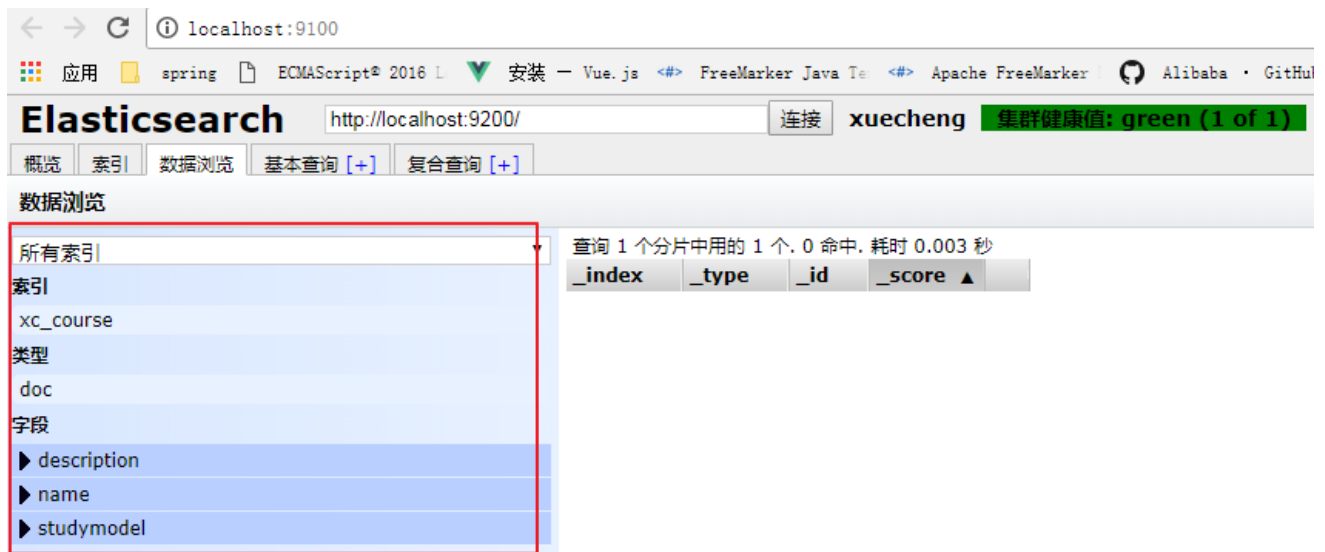 localhost:9100
应用 spring ECMAScript® 2016 L 安装 — Vue.js <#> FreeMarker Java Te <#> Apache FreeMarker Alibaba · GitHu
Elasticsearch http://localhost:9200/ 连接 xuecheng 集群健康值: green (1 of 1)
概览 索引 数据浏览 基本查询 [+] 复合查询 [+]
数据浏览
所有索引
索引
xc_course
类型
doc
字段
description
name
studymodel
查询 1 个分片中用的 1 个. 0 命中. 耗时 0.003 秒
_index _type _id _score ▲